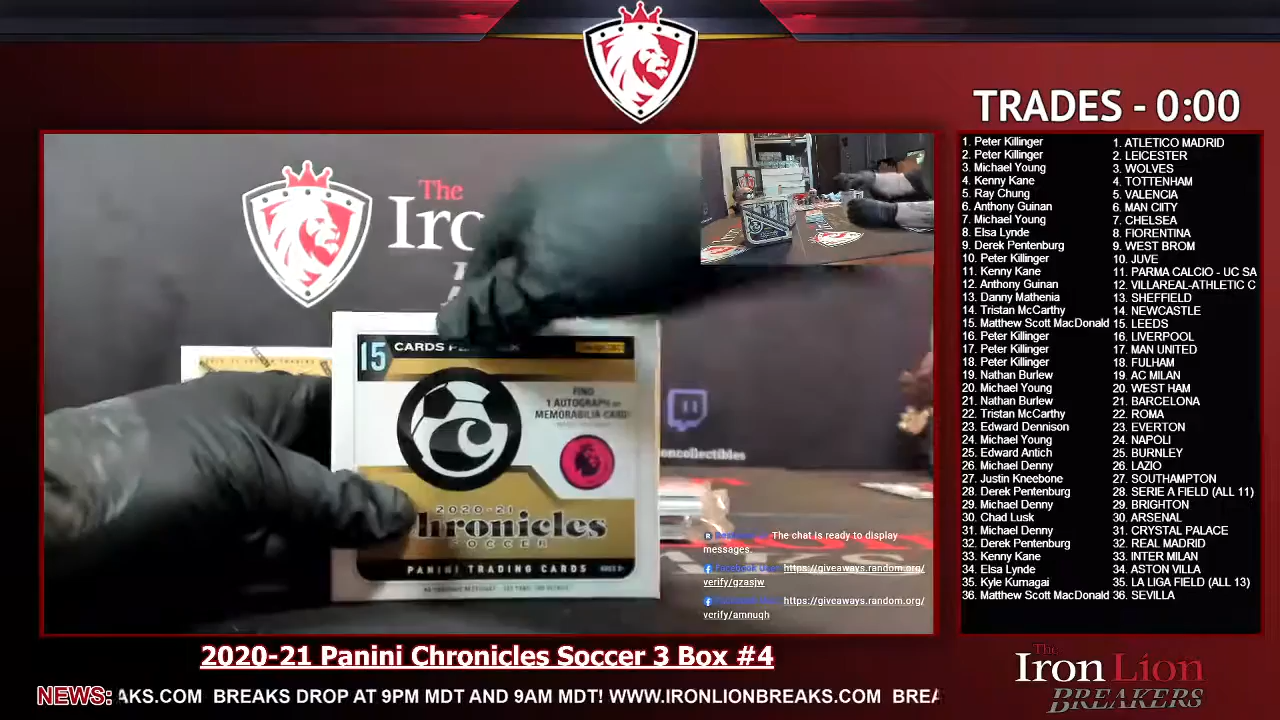 TRADES - 0:00
1. Peter Killinger 1. ATLETICO MADRID
2. Peter Killinger 2. LEICESTER
3. Michael Young 3. WOLVES
4. Kenny Kane 4. TOTTENHAM
5. Ray Chung 5. VALENCIA
6. Anthony Guinan 6. MAN CITY
7. Michael Young 7. CHELSEA
8. Elsa Lynde 8. FIORENTINA
9. Derek Pentenburg 9. WEST BROM
10. Peter Killinger 10. JUVE
11. Kenny Kane 11. PARMA CALCIO - UC SA
12. Anthony Guinan 12. VILLAREAL-ATHLETIC C
13. Danny Mathenia 13. SHEFFIELD
14. Tristan McCarthy 14. NEWCASTLE
15. Matthew Scott MacDonald 15. LEEDS
16. Peter Killinger 16. LIVERPOOL
17. Peter Killinger 17. MAN UNITED
18. Peter Killinger 18. FULHAM
19. Nathan Burlew 19. AC MILAN
20. Michael Young 20. WEST HAM
21. Nathan Burlew 21. BARCELONA
22. Tristan McCarthy 22. ROMA
23. Edward Dennison 23. EVERTON
24. Michael Young 24. NAPOLI
25. Edward Antich 25. BURNLEY
26. Michael Denny 26. LAZIO
27. Justin Kneebone 27. SOUTHAMPTON
28. Derek Pentenburg 28. SERIE A FIELD (ALL 11)
29. Michael Denny 29. BRIGHTON
30. Chad Lusk 30. ARSENAL
31. Michael Denny 31. CRYSTAL PALACE
32. Derek Pentenburg 32. REAL MADRID
33. Kenny Kane 33. INTER MILAN
34. Elsa Lynde 34. ASTON VILLA
35. Kyle Kumagai 35. LA LIGA FIELD (ALL 13)
36. Matthew Scott MacDonald 36. SEVILLA
The
Iro
15 CARDS
FIND
1 AUTOGRAPH OR
MEMORABILIA CARD
2020-21
Chronicles
SOCCER
PANINI TRADING CARDS
oncollectibles
The chat is ready to display
messages.
https://giveaways.random.org/
verify/gzasjw
https://giveaways.random.org/
verify/amnuqh
2020-21 Panini Chronicles Soccer 3 Box #4
NEWS: AKS.COM BREAKS DROP AT 9PM MDT AND 9AM MDT! WWW.IRONLIONBREAKS.COM BREA
The
Iron Lion
BREAKERS